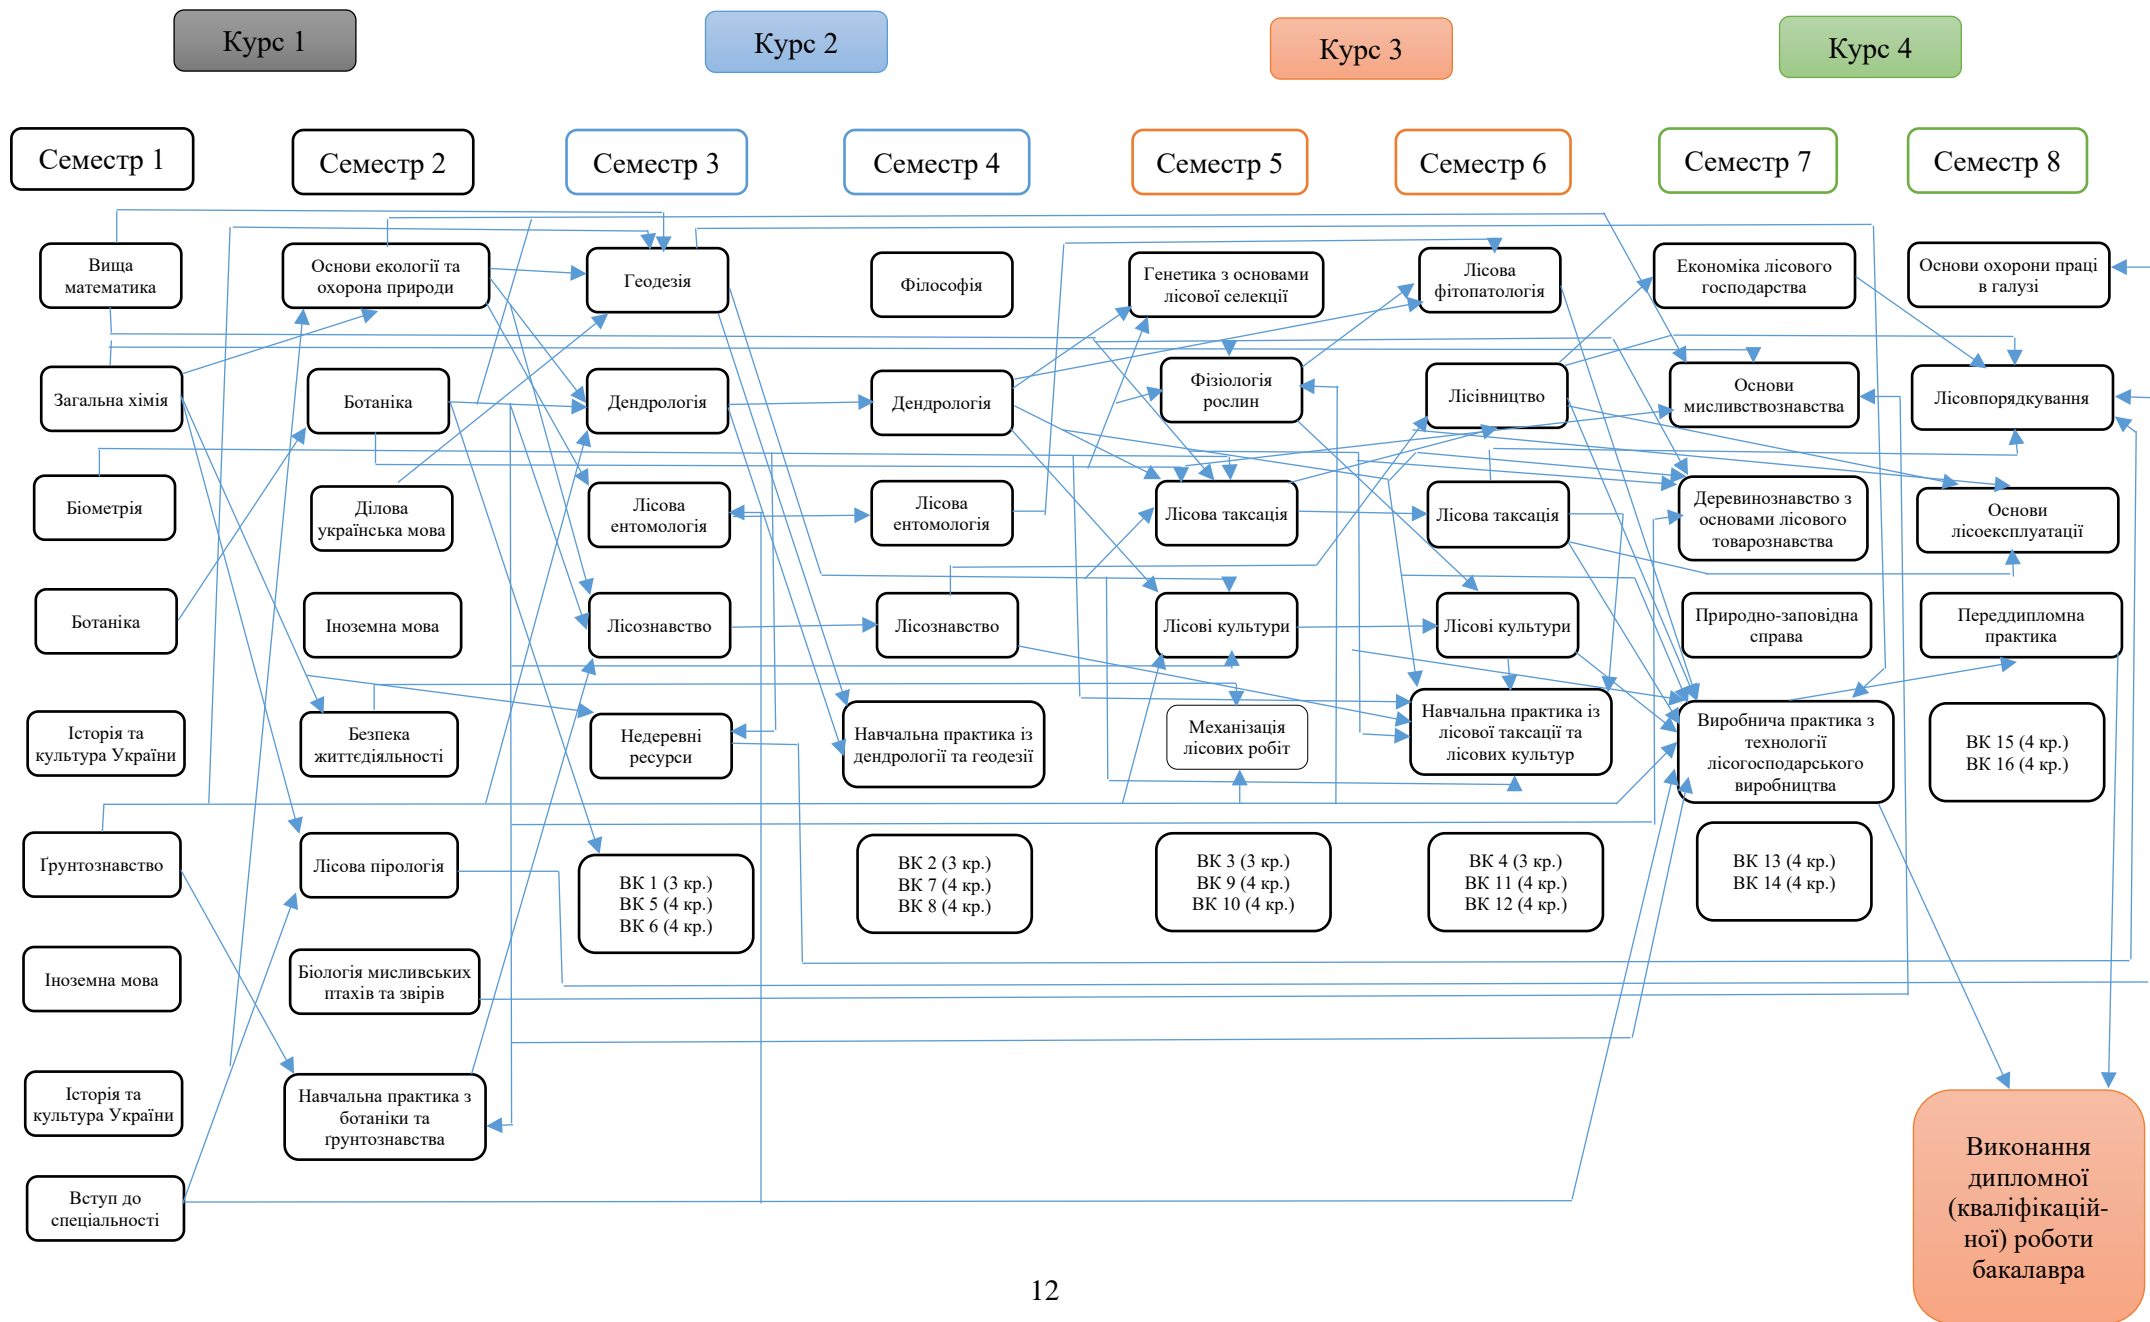 Курс 1
Курс 2
Курс 3
Курс 4
Семестр 1
Семестр 2
Семестр 3
Семестр 4
Семестр 5
Семестр 6
Семестр 7
Семестр 8
Вища
математика
Основи екології та
охорона природи
Геодезія
Філософія
Генетика з основами
лісової селекції
Лісова
фітопатологія
Економіка лісового
господарства
Основи охорони праці
в галузі
Загальна хімія
Ботаніка
Дендрологія
Дендрологія
Фізіологія
рослин
Лісівництво
Основи
мисливствознавства
Лісовпорядкування
Біометрія
Ділова
українська мова
Лісова
ентомологія
Лісова
ентомологія
Лісова таксація
Лісова таксація
Деревинознавство з
основами лісового
товарознавства
Основи
лісоексплуатації
Ботаніка
Іноземна мова
Лісознавство
Лісознавство
Лісові культури
Лісові культури
Природно-заповідна
справа
Переддипломна
практика
Історія та
культура України
Безпека
життєдіяльності
Недеревні
ресурси
Навчальна практика із
дендрології та геодезії
Механізація
лісових робіт
Навчальна практика із
лісової таксації та
лісових культур
Виробнича практика з
технології
лісогосподарського
виробництва
ВК 15 (4 кр.)
ВК 16 (4 кр.)
Ґрунтознавство
Лісова пірологія
ВК 1 (3 кр.)
ВК 5 (4 кр.)
ВК 6 (4 кр.)
ВК 2 (3 кр.)
ВК 7 (4 кр.)
ВК 8 (4 кр.)
ВК 3 (3 кр.)
ВК 9 (4 кр.)
ВК 10 (4 кр.)
ВК 4 (3 кр.)
ВК 11 (4 кр.)
ВК 12 (4 кр.)
ВК 13 (4 кр.)
ВК 14 (4 кр.)
Іноземна мова
Біологія мисливських
птахів та звірів
Історія та
культура України
Навчальна практика з
ботаніки та
ґрунтознавства
Вступ до
спеціальності
Виконання
дипломної
(кваліфікацій-
ної) роботи
бакалавра
12